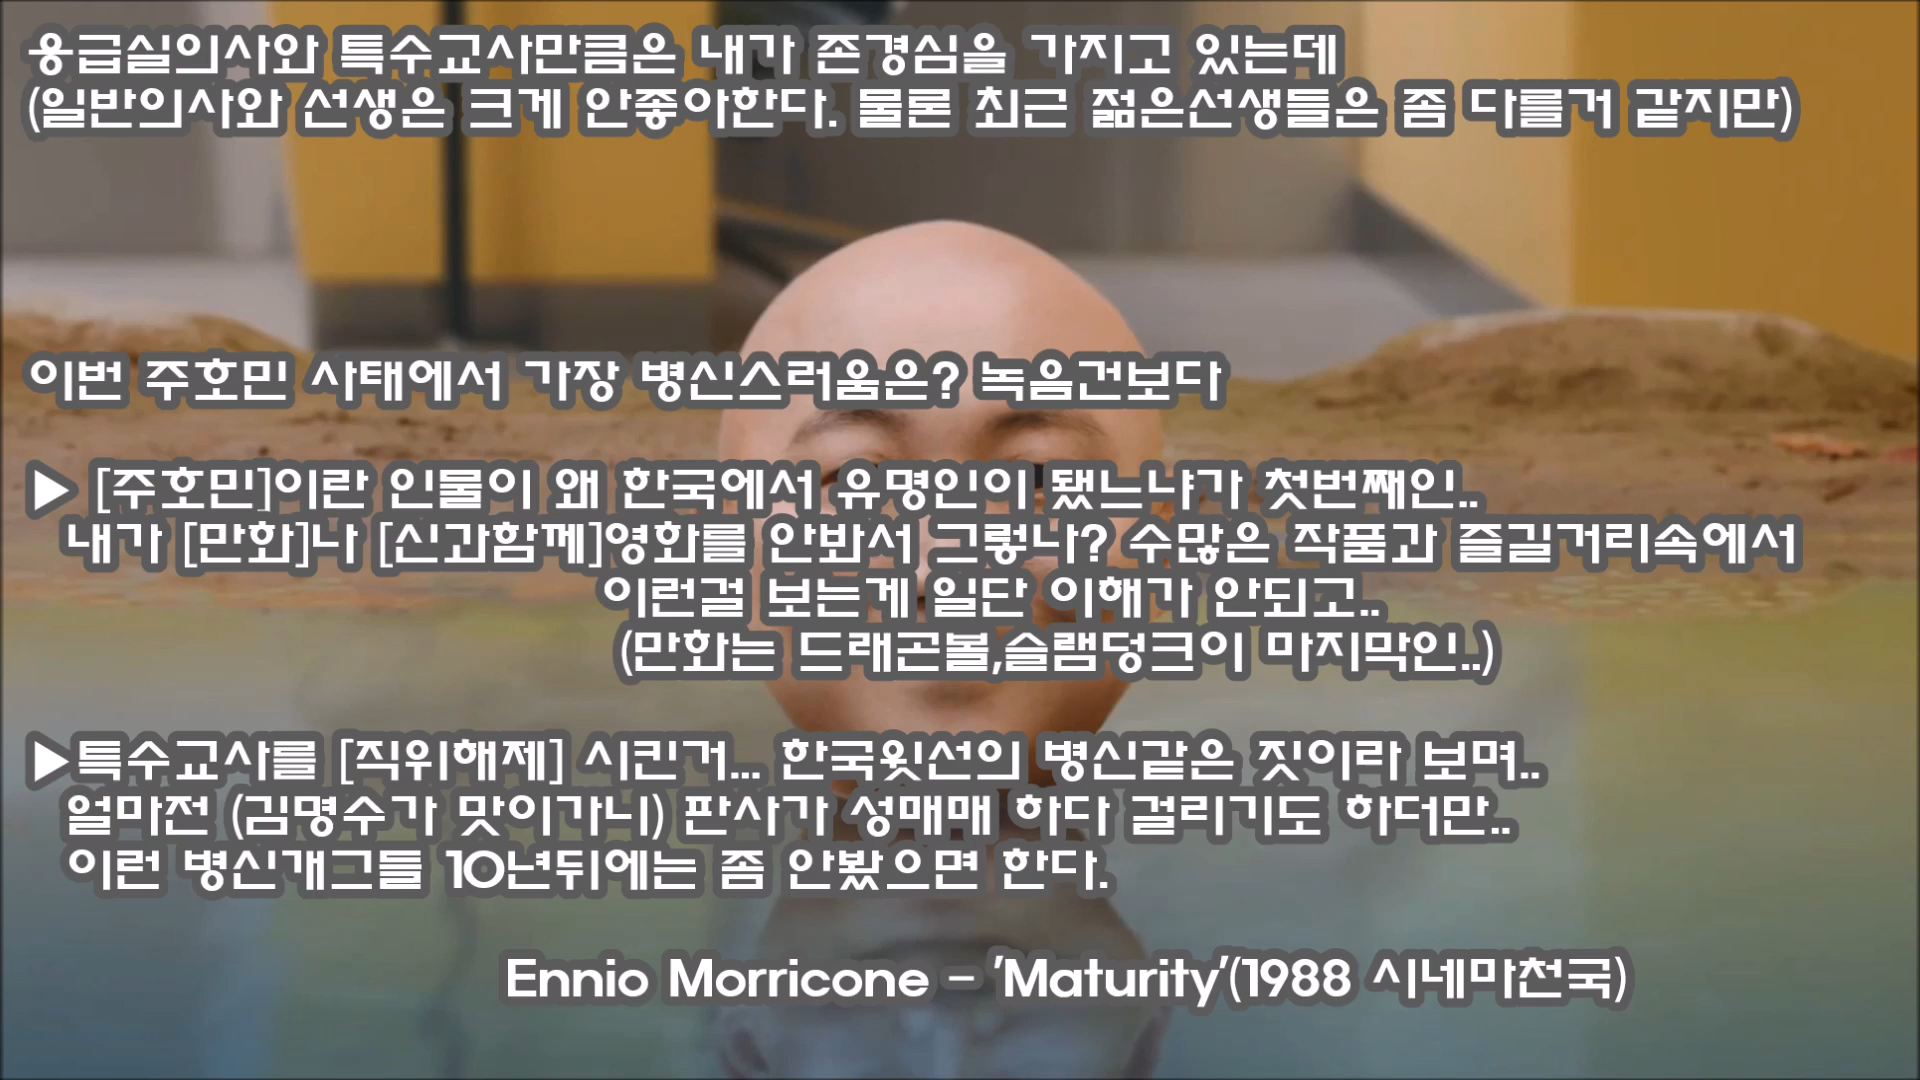 응급실의사와 특수교사만큼은 내가 존경심을 가지고 있는데
(일반의사와 선생은 크게 안좋아한다. 물론 최근 젊은선생들은 좀 다를거 같지만)
이번 주호민 사태에서 가장 병신스러움은? 녹음건보다
▶ [주호민]이란 인물이 왜 한국에서 유명인이 됐느냐가 첫번째인..
내가 [만화]나 [신과함께]영화를 안봐서 그렇나? 수많은 작품과 즐길거리속에서
이런걸 보는게 일단 이해가 안되고..
(만화는 드래곤볼,슬램덩크이 마지막인..)
▶특수교사를 [직위해제] 시킨거... 한국윗선의 병신같은 짓이라 보며..
얼마전 (김명수가 맛이가니) 판사가 성매매 하다 걸리기도 하더만..
이런 병신개그들 10년뒤에는 좀 안봤으면 한다.
Ennio Morricone - 'Maturity'(1988 시네마천국)